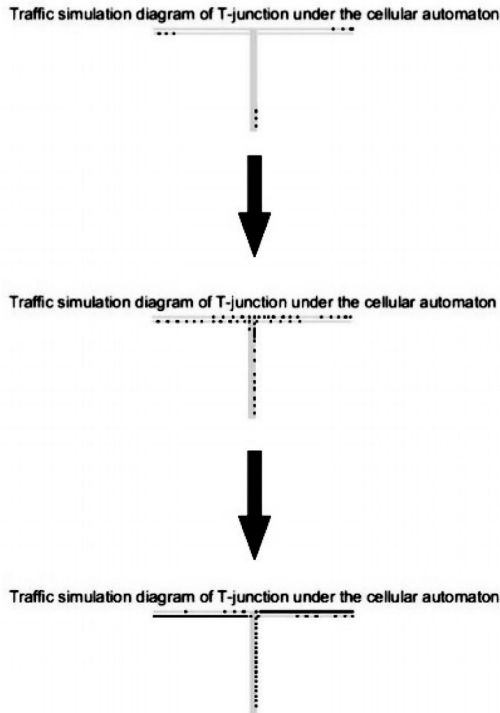 Traffic simulation diagram of T-junction under the cellular automaton
Traffic simulation diagram of T-junction under the cellular automaton
Traffic simulation diagram of T-junction under the cellular automaton